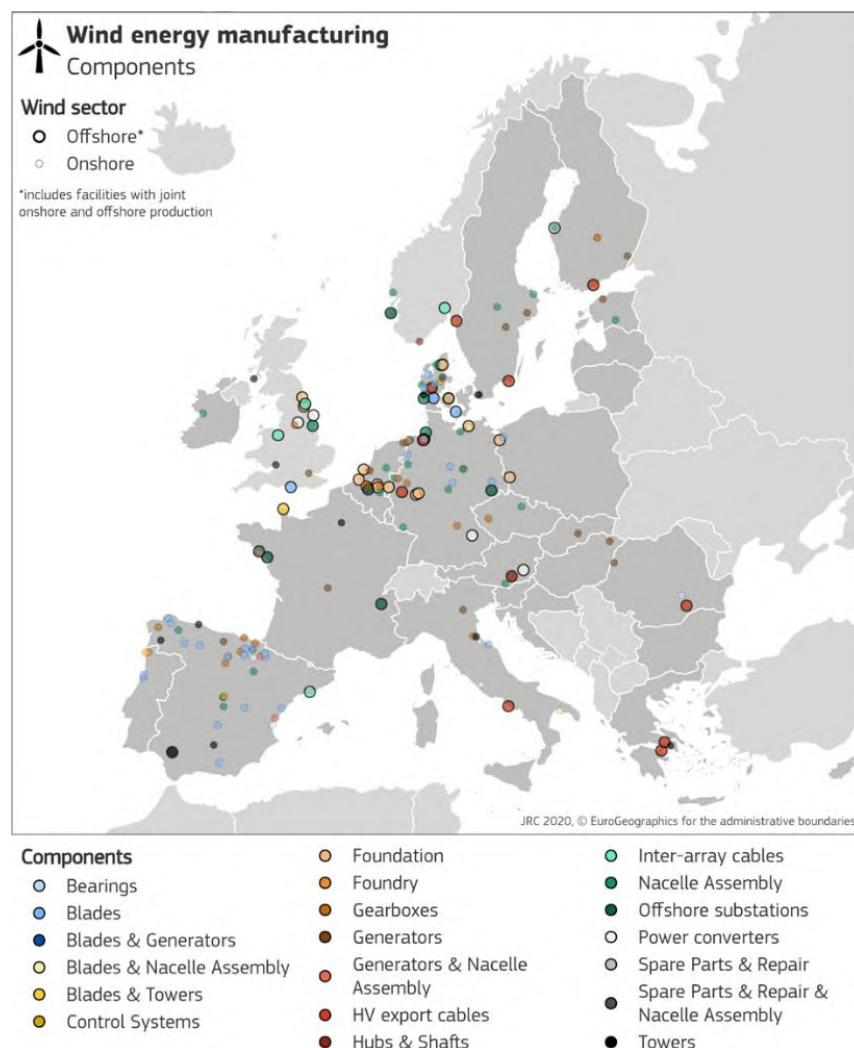 Wind energy manufacturing
Components
Wind sector
Offshore*
Onshore
*includes facilities with joint
onshore and offshore production
JRC 2020, © EuroGeographics for the administrative boundaries
Components
Bearings
Blades
Blades & Generators
Blades & Nacelle Assembly
Blades & Towers
Control Systems
Foundation
Foundry
Gearboxes
Generators
Generators & Nacelle
Assembly
HV export cables
Hubs & Shafts
Inter-array cables
Nacelle Assembly
Offshore substations
Power converters
Spare Parts & Repair
Spare Parts & Repair &
Nacelle Assembly
Towers